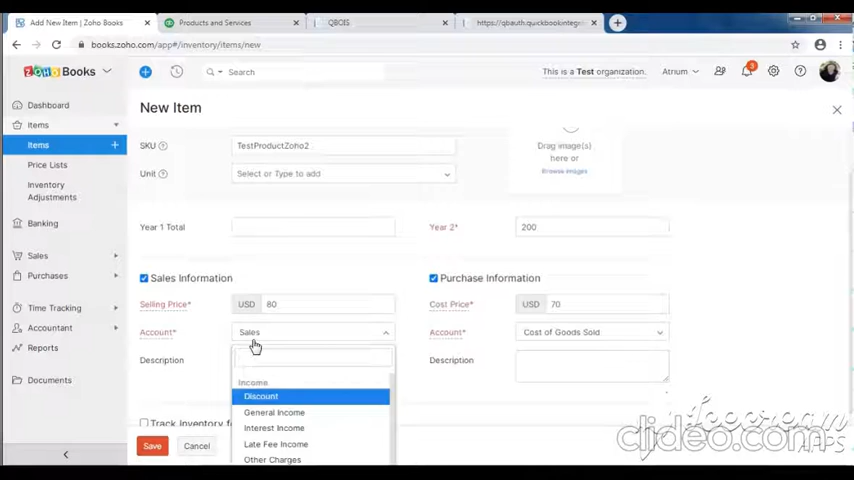 Add New Item | Zoho Books
Products and Services
QBOIS
https://qbauth.quickbookintegr
books.zoho.com/app#/inventory/items/new
ZOHO Books
Search
This is a Test organization.
Atrium
3
Dashboard
Items
Items
Price Lists
Inventory
Adjustments
Banking
Sales
Purchases
Time Tracking
Accountant
Reports
Documents
New Item
SKU
TestProductZoho2
Unit
Select or Type to add
Drag image(s)
here or
Browse images
Year 1 Total
Year 2*
200
Sales Information
Purchase Information
Selling Price*
USD
80
Cost Price*
USD
70
Account*
Sales
Account*
Cost of Goods Sold
Description
Description
Income
Discount
General Income
Interest Income
Late Fee Income
Other Charges
Track Inventory f
Save
Cancel
Icecream
APPS
clideo.com